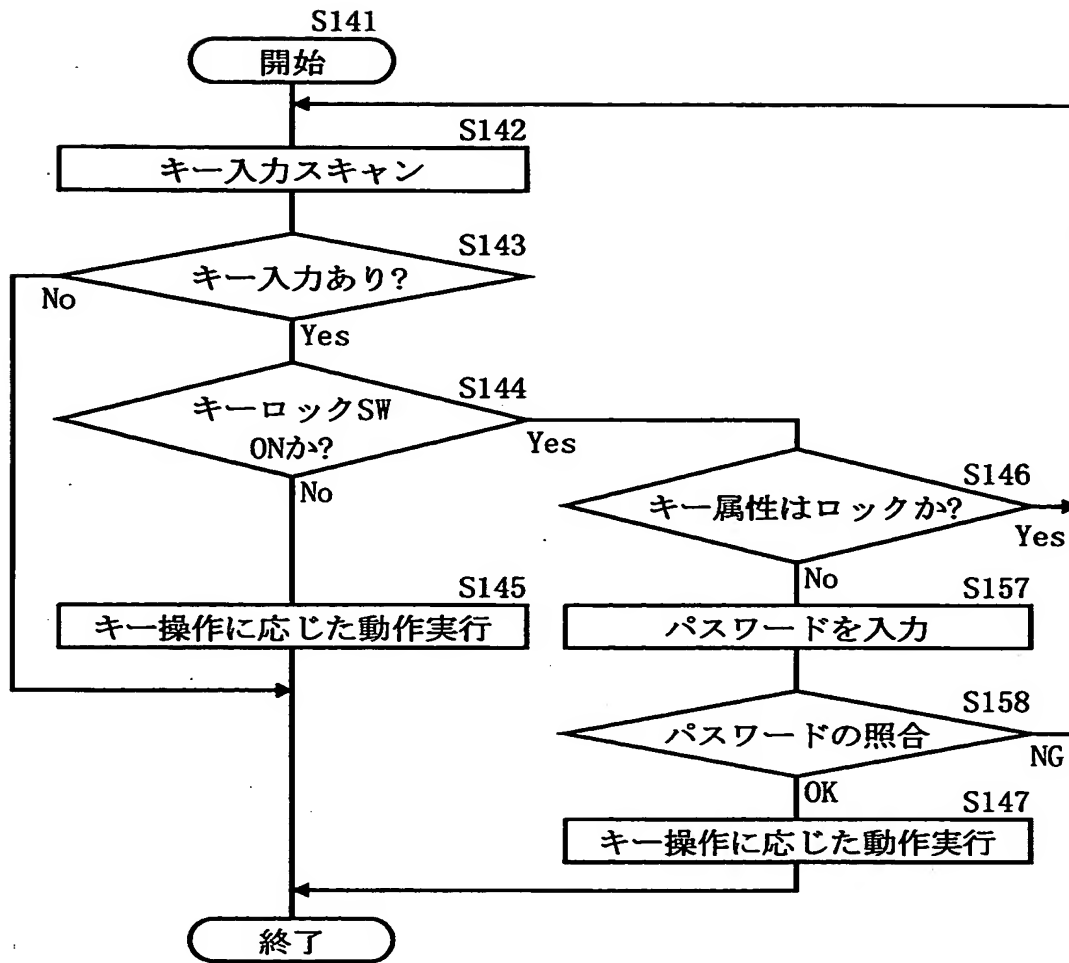 S141
開始
S142
キー入力スキャン
S143
キー入力あり?
No
Yes
S144
キーロックSW
ONか?
Yes
No
S146
キー属性はロックか?
Yes
No
S145
キー操作に応じた動作実行
S157
パスワードを入力
S158
パスワードの照合
NG
OK
S147
キー操作に応じた動作実行
終了